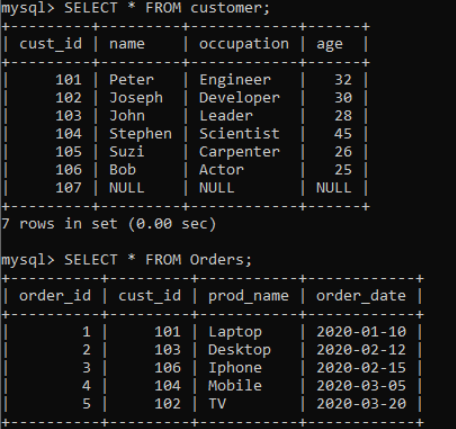 mysql> SELECT * FROM customer;
+---------+---------+------------+------+
| cust_id | name    | occupation | age  |
+---------+---------+------------+------+
|     101 | Peter   | Engineer   |   32 |
|     102 | Joseph  | Developer  |   30 |
|     103 | John    | Leader     |   28 |
|     104 | Stephen | Scientist  |   45 |
|     105 | Suzi    | Carpenter  |   26 |
|     106 | Bob     | Actor      |   25 |
|     107 | NULL    | NULL       | NULL |
+---------+---------+------------+------+
7 rows in set (0.00 sec)
mysql> SELECT * FROM Orders;
+----------+---------+-----------+------------+
| order_id | cust_id | prod_name | order_date |
+----------+---------+-----------+------------+
|        1 |     101 | Laptop    | 2020-01-10 |
|        2 |     103 | Desktop   | 2020-02-12 |
|        3 |     106 | Iphone    | 2020-02-15 |
|        4 |     104 | Mobile    | 2020-03-05 |
|        5 |     102 | TV        | 2020-03-20 |
+----------+---------+-----------+------------+